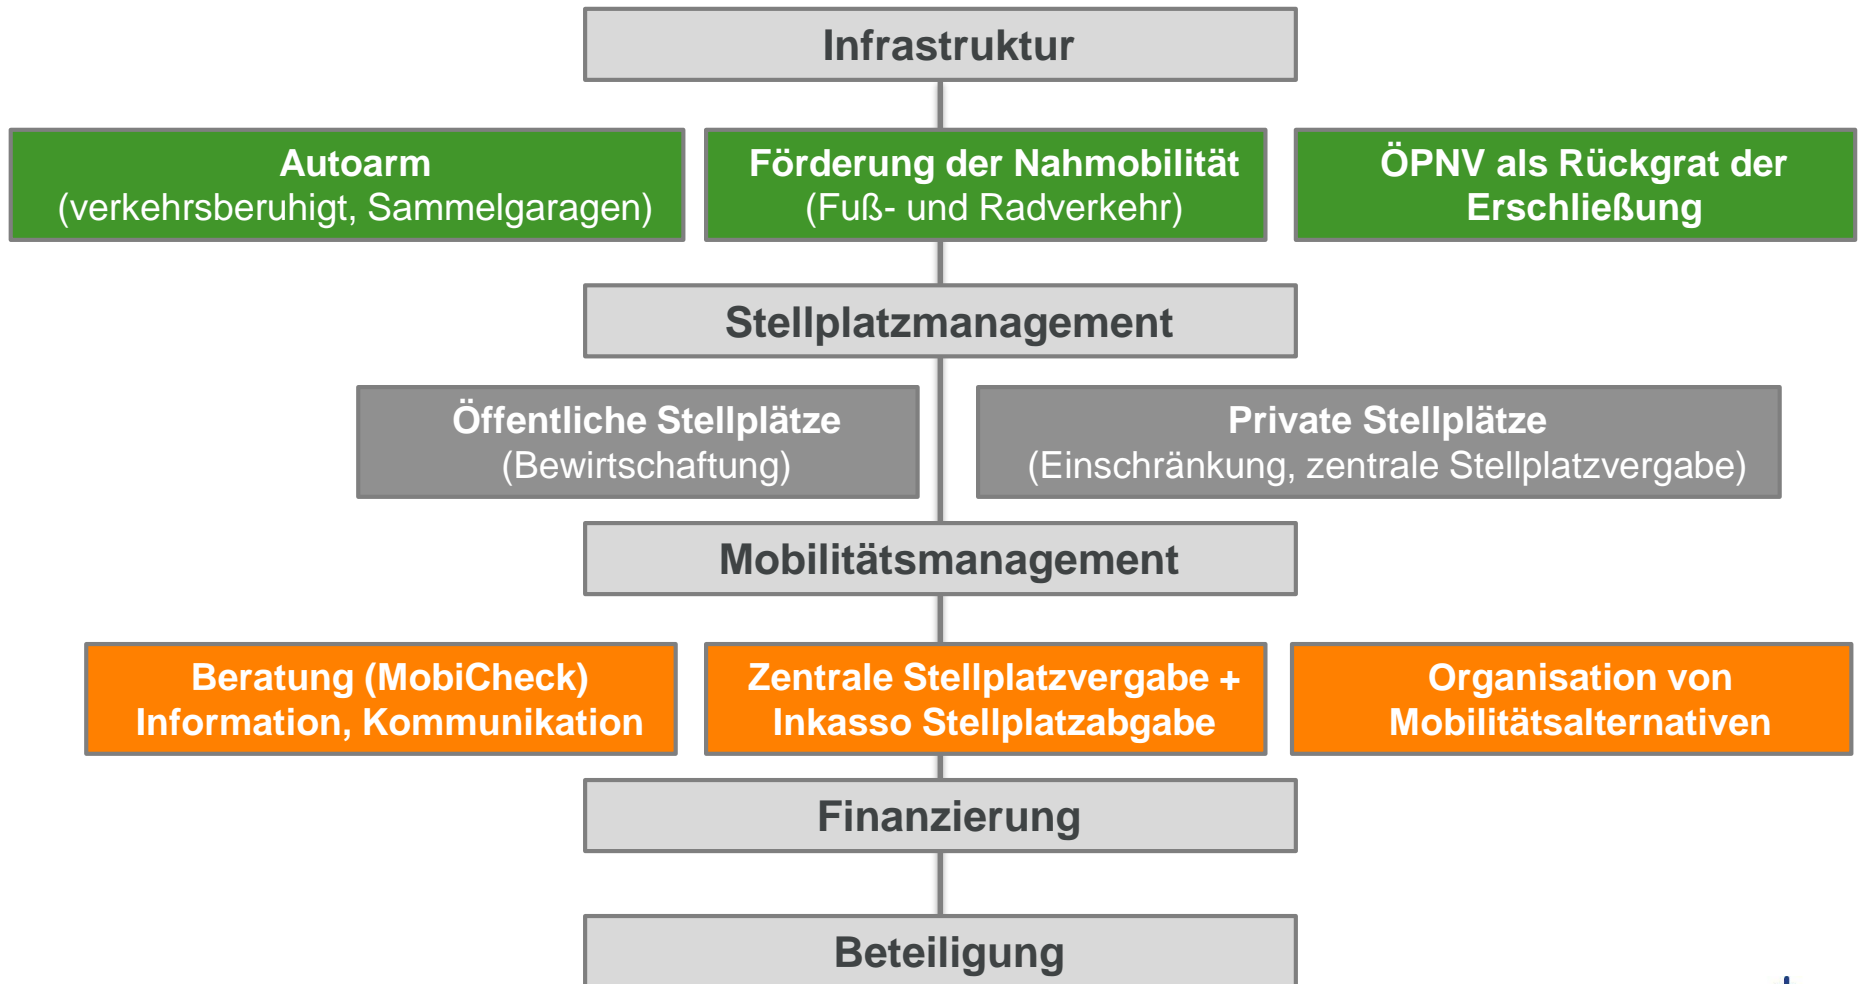 Infrastruktur
Autoarm
(verkehrsberuhigt, Sammelgaragen)
Förderung der Nahmobilität
(Fuß- und Radverkehr)
ÖPNV als Rückgrat der
Erschließung
Stellplatzmanagement
Öffentliche Stellplätze
(Bewirtschaftung)
Private Stellplätze
(Einschränkung, zentrale Stellplatzvergabe)
Mobilitätsmanagement
Beratung (MobiCheck)
Information, Kommunikation
Zentrale Stellplatzvergabe +
Inkasso Stellplatzabgabe
Organisation von
Mobilitätsalternativen
Finanzierung
Beteiligung